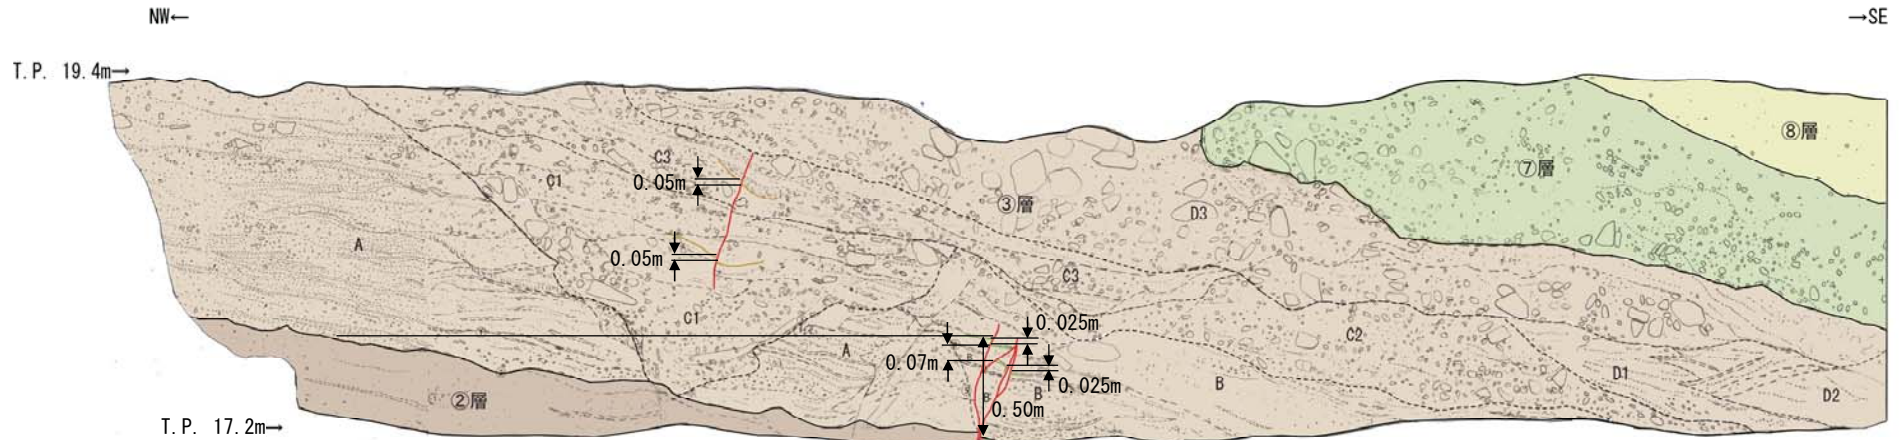 NW←
→SE
T.P. 19.4m→
⑧層
C3
⑦層
C1
0.05m
③層
D3
A
0.05m
C3
C1
0.025m
C2
A
0.07m
B
0.025m
B
B
B
D1
D2
②層
0.50m
T.P. 17.2m→